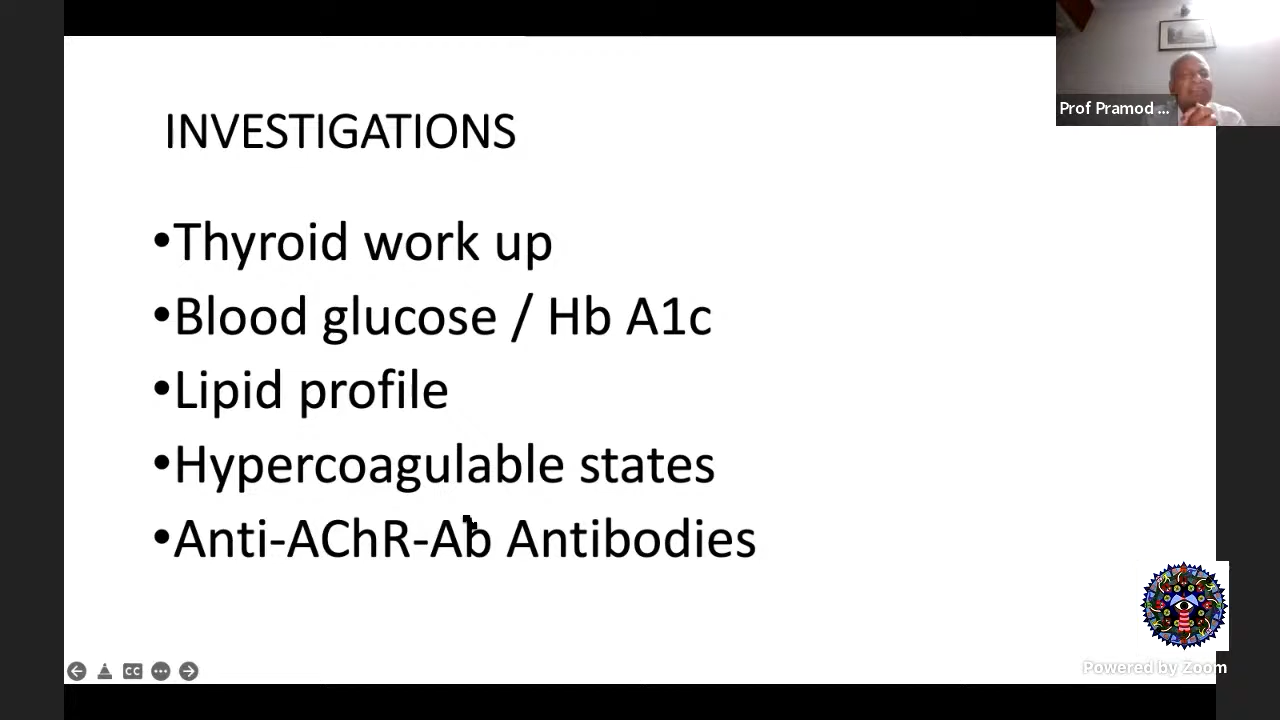 Prof Pramod ...
INVESTIGATIONS
•Thyroid work up
•Blood glucose / Hb A1c
•Lipid profile
•Hypercoagulable states
•Anti-AChR-Ab Antibodies
CC
Powered by Zoom